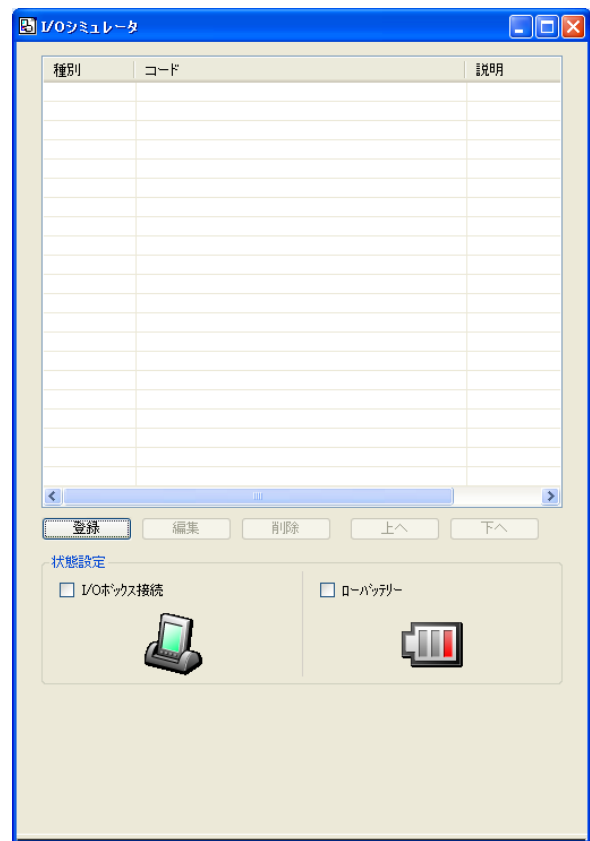 I/Oシミュレータ
種別 コード 説明
登録 編集 削除 上へ 下へ
状態設定
I/Oボックス接続 ローバッテリー